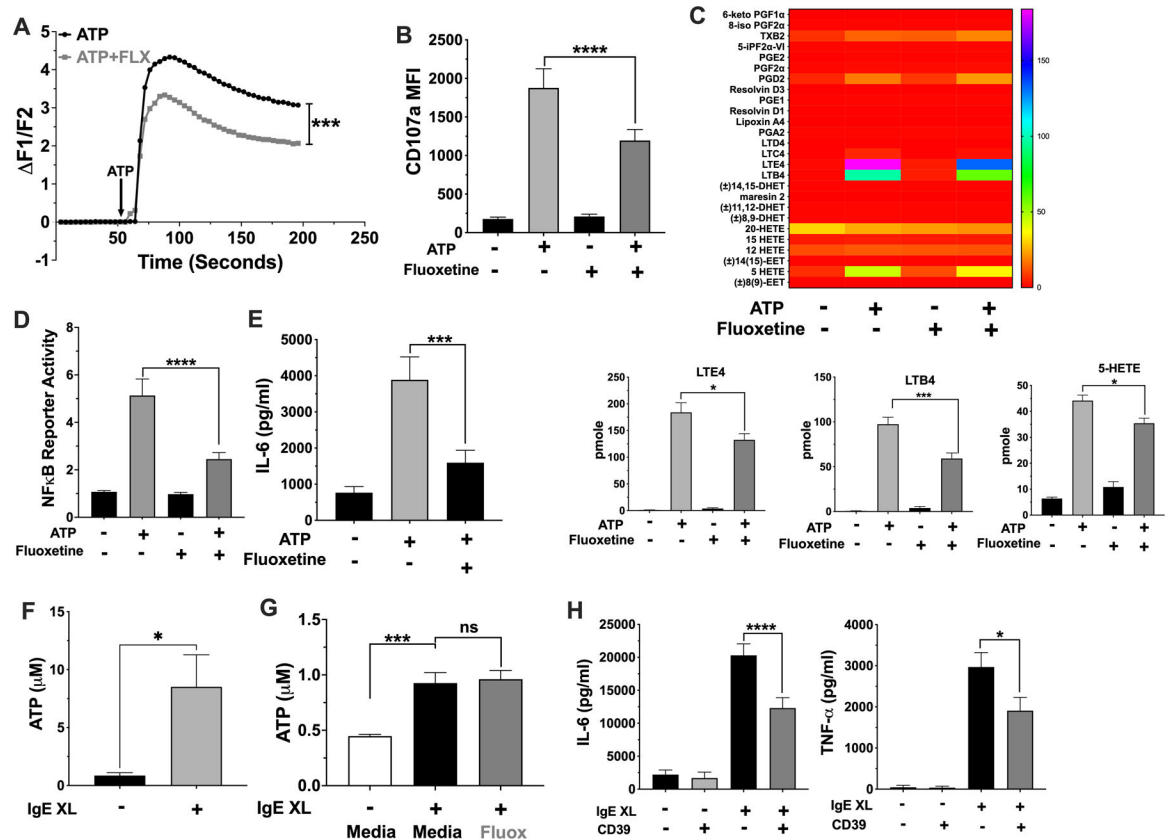 A
ATP
ATP+FLX
ΔF1/F2
5
4
3
2
1
0
-1
ATP
***
50
100
150
200
250
Time (Seconds)
B
CD107a MFI
2500
2000
1500
1000
500
0
****
ATP
- + - +
Fluoxetine
- - + +
C
6-keto PGF1α
8-iso PGF2α
TXB2
5-iPF2α-VI
PGE2
PGF2α
PGD2
Resolvin D3
PGE1
Resolvin D1
Lipoxin A4
PGA2
LTD4
LTC4
LTE4
LTB4
(±)14,15-DHET
maresin 2
(±)11,12-DHET
(±)8,9-DHET
20-HETE
15 HETE
12 HETE
(±)14(15)-EET
5 HETE
(±)8(9)-EET
150
100
50
0
ATP - + - +
Fluoxetine - - + +
D
NFκB Reporter Activity
8
6
4
2
0
****
ATP - + - +
Fluoxetine - - + +
E
IL-6 (pg/ml)
5000
4000
3000
2000
1000
0
***
ATP - + +
Fluoxetine - - +
LTE4
pmole
250
200
150
100
50
0
*
ATP - + - +
Fluoxetine - - + +
LTB4
pmole
150
100
50
0
***
ATP - + - +
Fluoxetine - - + +
5-HETE
pmole
50
40
30
20
10
0
*
ATP - + - +
Fluoxetine - - + +
F
ATP (μM)
15
10
5
0
*
IgE XL - +
G
ATP (μM)
1.5
1.0
0.5
0.0
***
ns
IgE XL - + +
Media Media Fluox
H
IL-6 (pg/ml)
25000
20000
15000
10000
5000
0
****
IgE XL - - + +
CD39 - + - +
TNF-α (pg/ml)
4000
3000
2000
1000
0
*
IgE XL - - + +
CD39 - + - +